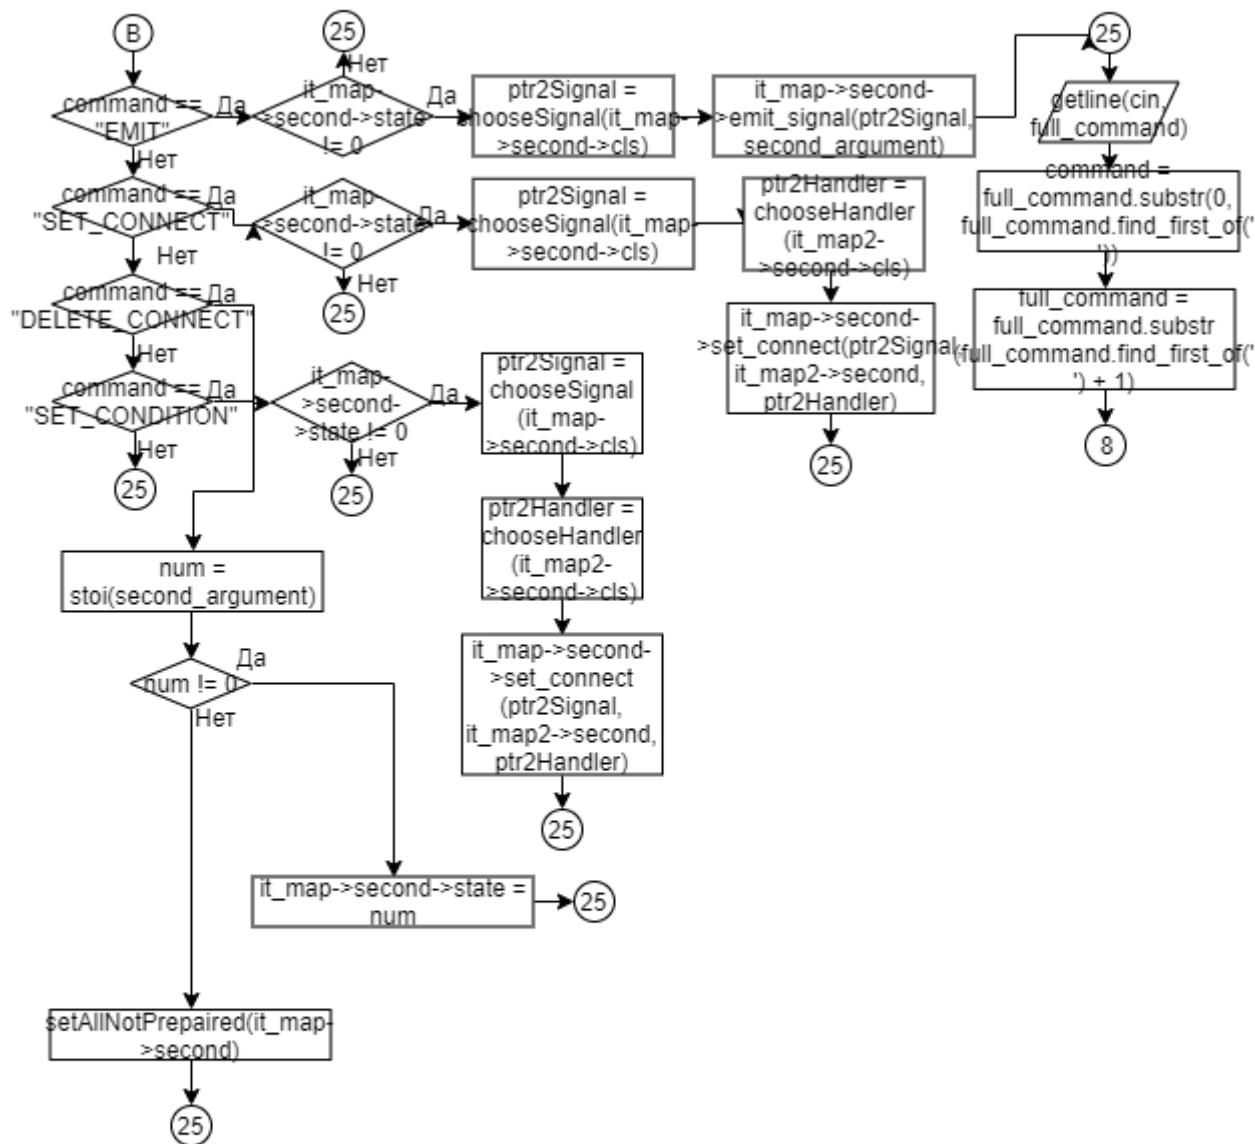 B
command ==
"EMIT"
Да
Нет
25
Нет
it_map-
>second->state
!= 0
Да
ptr2Signal =
chooseSignal(it_map-
>second->cls)
it_map->second-
>emit_signal(ptr2Signal,
second_argument)
25
getline(cin,
full_command)
command =
full_command.substr(0,
full_command.find_first_of('
'))
full_command =
full_command.substr
(full_command.find_first_of('
') + 1)
8
command ==
"SET_CONNECT"
Да
Нет
it_map-
>second->state
!= 0
Да
Нет
25
ptr2Signal =
chooseSignal(it_map-
>second->cls)
ptr2Handler =
chooseHandler
(it_map2-
>second->cls)
it_map->second-
>set_connect(ptr2Signal,
it_map2->second,
ptr2Handler)
25
command ==
"DELETE_CONNECT"
Да
Нет
command ==
"SET_CONDITION"
Да
Нет
25
it_map-
>second-
>state != 0
Да
Нет
25
ptr2Signal =
chooseSignal
(it_map-
>second->cls)
ptr2Handler =
chooseHandler
(it_map2-
>second->cls)
it_map->second-
>set_connect
(ptr2Signal,
it_map2->second,
ptr2Handler)
25
num =
stoi(second_argument)
num != 0
Да
Нет
it_map->second->state =
num
25
setAllNotPrepaired(it_map-
>second)
25